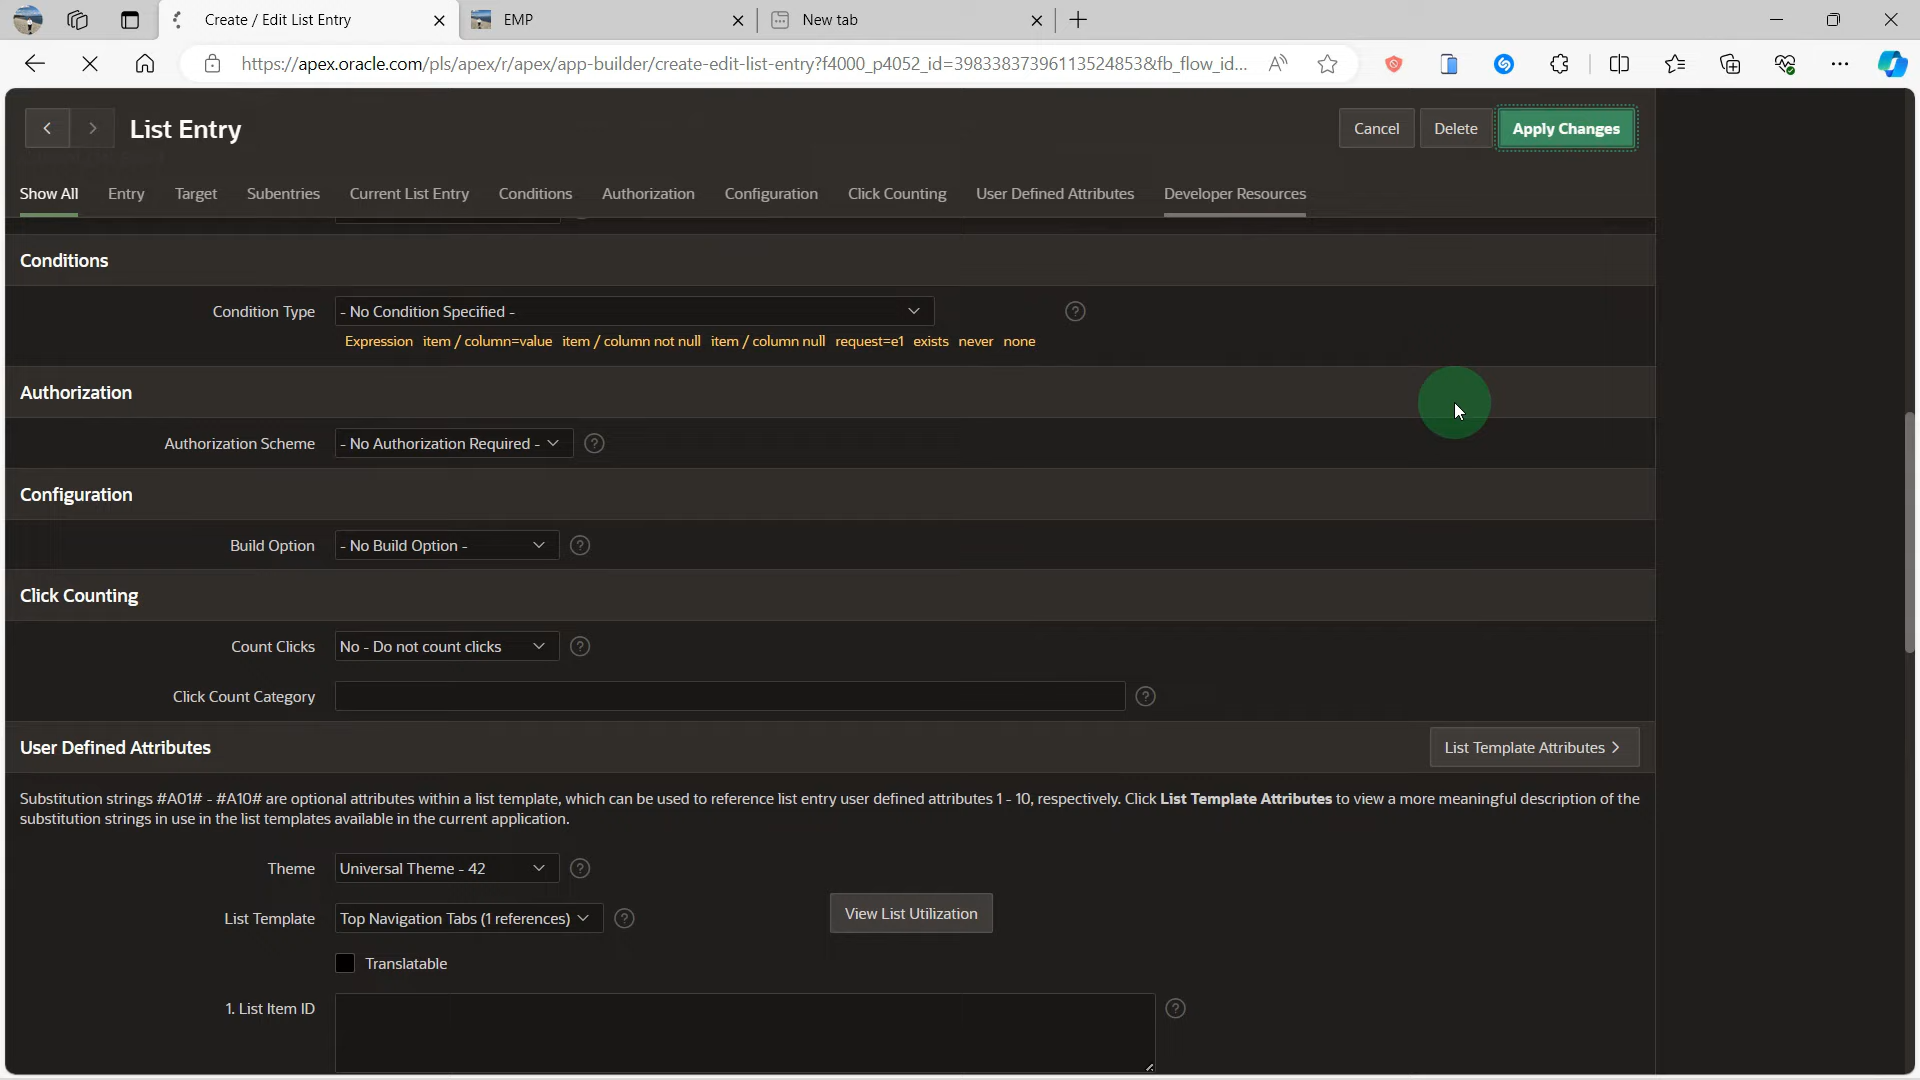 Create / Edit List Entry
EMP
New tab
https://apex.oracle.com/pls/apex/r/apex/app-builder/create-edit-list-entry?f4000_p4052_id=39833837396113524853&fb_flow_id...
List Entry
Cancel
Delete
Apply Changes
Show All
Entry
Target
Subentries
Current List Entry
Conditions
Authorization
Configuration
Click Counting
User Defined Attributes
Developer Resources
Conditions
Condition Type
- No Condition Specified -
Expression item / column=value item / column not null item / column null request=e1 exists never none
Authorization
Authorization Scheme
- No Authorization Required -
Configuration
Build Option
- No Build Option -
Click Counting
Count Clicks
No - Do not count clicks
Click Count Category
User Defined Attributes
List Template Attributes >
Substitution strings #A01# - #A10# are optional attributes within a list template, which can be used to reference list entry user defined attributes 1 - 10, respectively. Click List Template Attributes to view a more meaningful description of the
substitution strings in use in the list templates available in the current application.
Theme
Universal Theme - 42
List Template
Top Navigation Tabs (1 references)
View List Utilization
Translatable
1. List Item ID